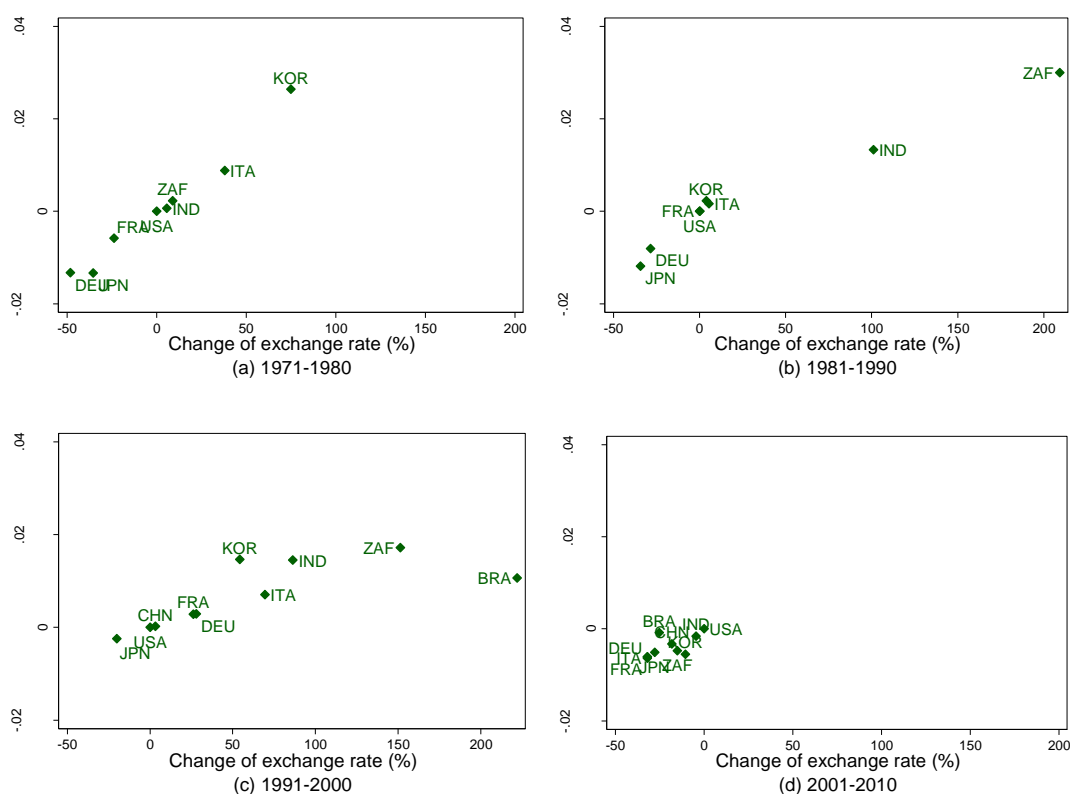 .04
.02
0
-.02
KOR
ITA
ZAF
IND
FRA
USA
DEU
JPN
-50 0 50 100 150 200
Change of exchange rate (%)
(a) 1971-1980
.04
.02
0
-.02
ZAF
IND
KOR
ITA
FRA
USA
DEU
JPN
-50 0 50 100 150 200
Change of exchange rate (%)
(b) 1981-1990
.04
.02
0
-.02
KOR
IND
ZAF
BRA
ITA
FRA
CHN
DEU
USA
JPN
-50 0 50 100 150 200
Change of exchange rate (%)
(c) 1991-2000
.04
.02
0
-.02
BRA
IND
USA
CHN
DEU
KOR
ITA
FRA
JPN
ZAF
-50 0 50 100 150 200
Change of exchange rate (%)
(d) 2001-2010